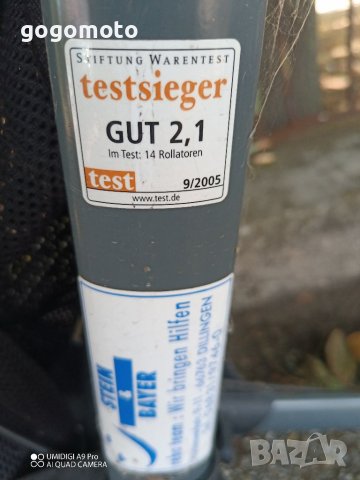 gogomoto
STIFTUNG WARENTEST
testsieger
GUT 2,1
Im Test: 14 Rollatoren
test
9/2005
www.test.de
STEIN
&
BAYER
Wir bringen Hilfen
66763 DILLINGEN
UMIDIGI A9 Pro
AI QUAD CAMERA
BAZAR